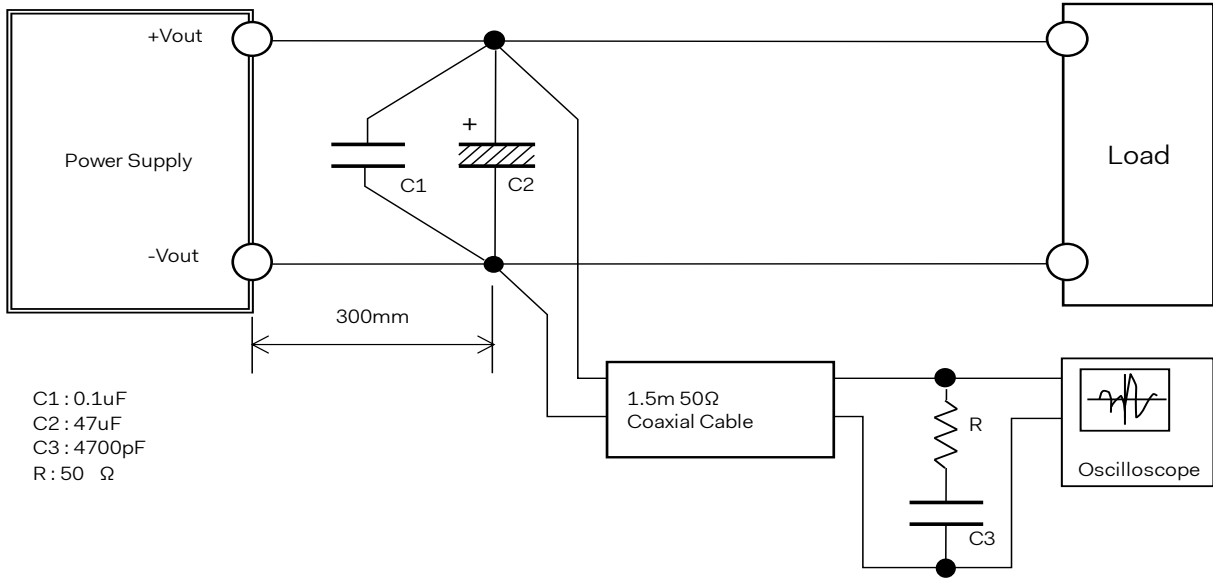 +Vout
Power Supply
-Vout
+
C1
C2
Load
300mm
C1 : 0.1uF
C2 : 47uF
C3 : 4700pF
R : 50 Ω
1.5m 50Ω
Coaxial Cable
R
C3
Oscilloscope